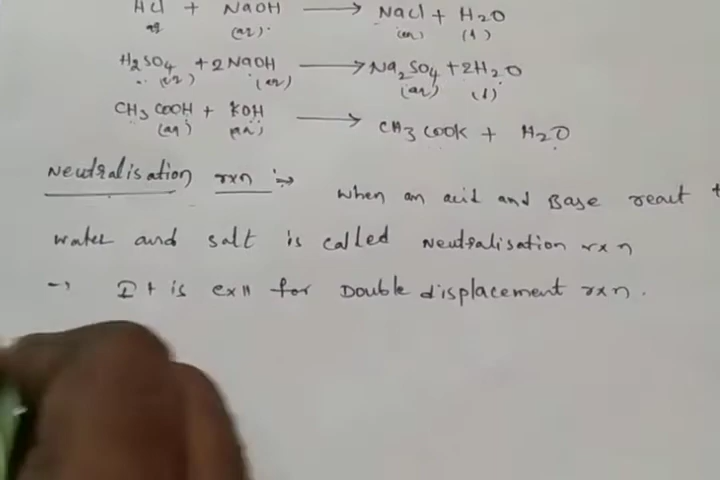 HCl + NaOH ⟶ NaCl + H2O
aq (aq) (aq) (l)
H2SO4 + 2NaOH ⟶ Na2SO4 + 2H2O
(aq) (aq) (aq) (l)
CH3COOH + KOH ⟶ CH3COOK + H2O
(aq) (aq)
Neutralisation rxn :→ When an acid and Base react
water and salt is called Neutralisation rxn
→ It is ex" for Double displacement rxn.